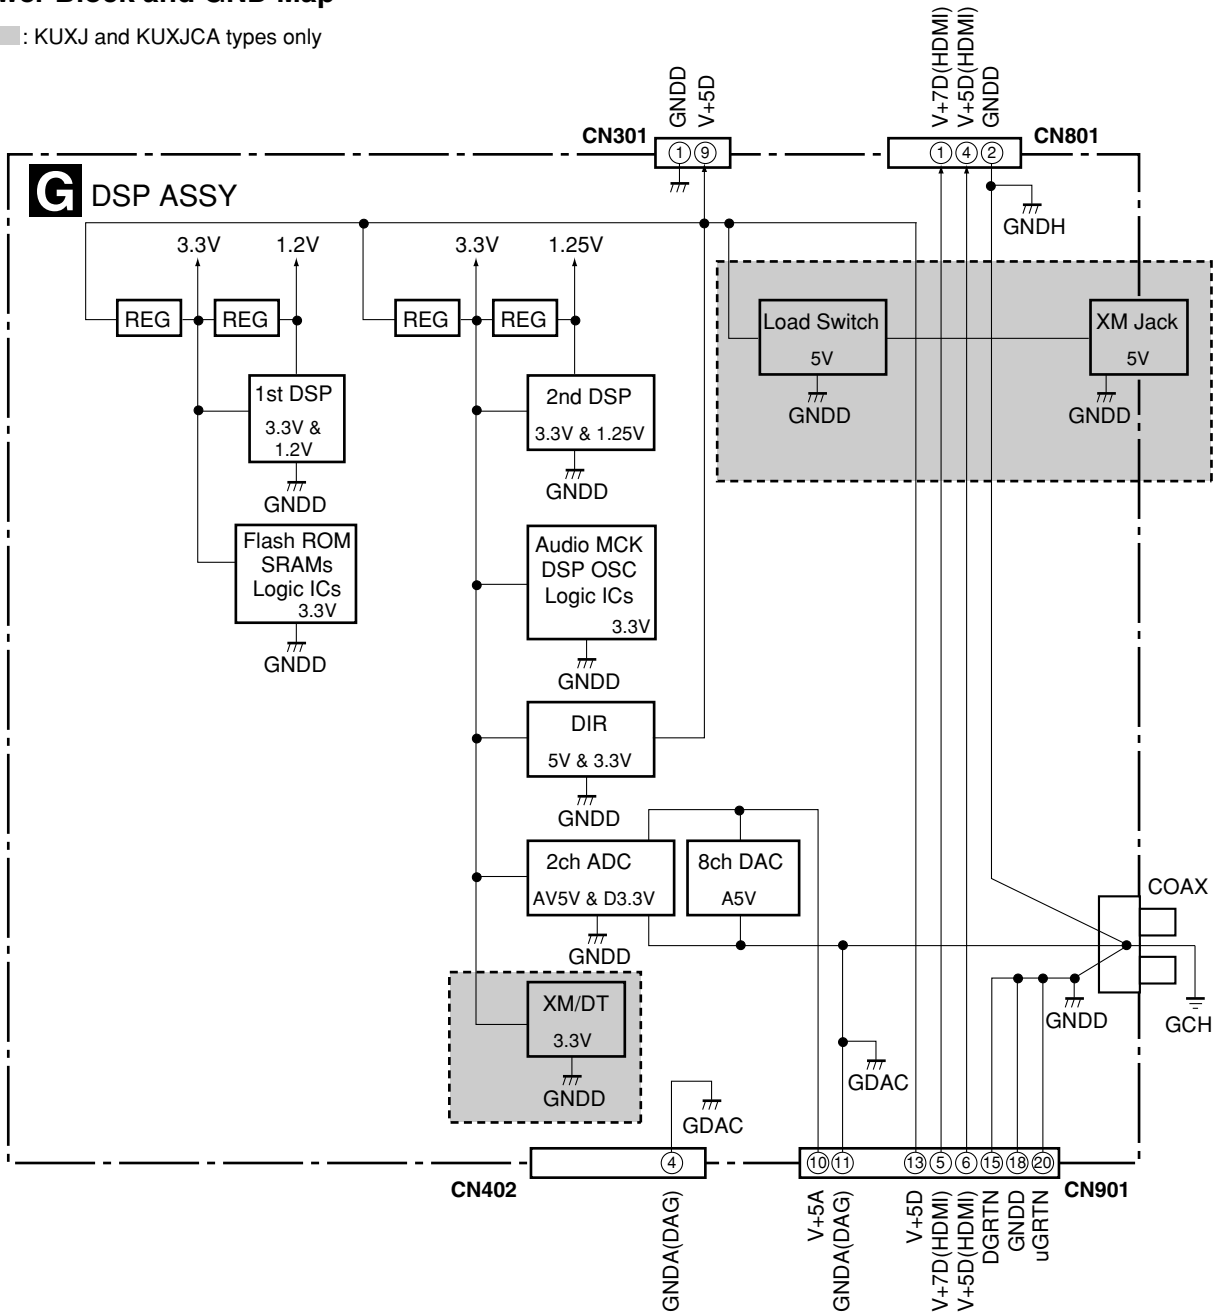 Block and GND Map
: KUXJ and KUXJCA types only
GNDD
V+5D
V+7D(HDMI)
V+5D(HDMI)
GNDD
CN301
1 9
1 4 2
CN801
G DSP ASSY
GNDH
3.3V
1.2V
3.3V
1.25V
REG
REG
REG
REG
Load Switch
5V
GNDD
XM Jack
5V
GNDD
1st DSP
3.3V &
1.2V
GNDD
2nd DSP
3.3V & 1.25V
GNDD
Flash ROM
SRAMs
Logic ICs
3.3V
GNDD
Audio MCK
DSP OSC
Logic ICs
3.3V
GNDD
DIR
5V & 3.3V
GNDD
2ch ADC
AV5V & D3.3V
GNDD
8ch DAC
A5V
COAX
XM/DT
3.3V
GNDD
GNDD
GCH
GDAC
GDAC
4
10 11 13 5 6 15 18 20
CN402
CN901
GNDA(DAG)
V+5A
GNDA(DAG)
V+5D
V+7D(HDMI)
V+5D(HDMI)
DGRTN
GNDD
uGRTN